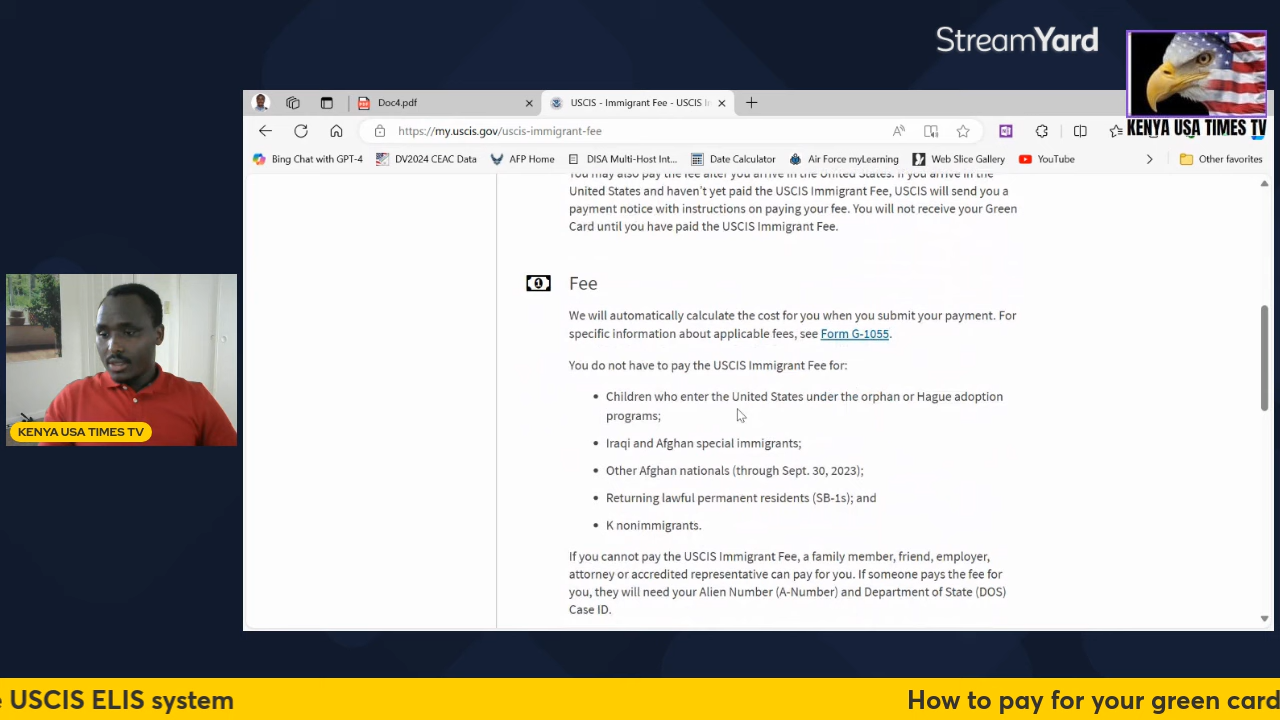 StreamYard
KENYA USA TIMES TV
Doc4.pdf
USCIS - Immigrant Fee - USCIS I
https://my.uscis.gov/uscis-immigrant-fee
Bing Chat with GPT-4
DV2024 CEAC Data
AFP Home
DISA Multi-Host Int...
Date Calculator
Air Force myLearning
Web Slice Gallery
YouTube
Other favorites
You may also pay the fee after you arrive in the United States. If you arrive in the
United States and haven't yet paid the USCIS Immigrant Fee, USCIS will send you a
payment notice with instructions on paying your fee. You will not receive your Green
Card until you have paid the USCIS Immigrant Fee.
Fee
We will automatically calculate the cost for you when you submit your payment. For
specific information about applicable fees, see Form G-1055.
You do not have to pay the USCIS Immigrant Fee for:
• Children who enter the United States under the orphan or Hague adoption
programs;
• Iraqi and Afghan special immigrants;
• Other Afghan nationals (through Sept. 30, 2023);
• Returning lawful permanent residents (SB-1s); and
• K nonimmigrants.
If you cannot pay the USCIS Immigrant Fee, a family member, friend, employer,
attorney or accredited representative can pay for you. If someone pays the fee for
you, they will need your Alien Number (A-Number) and Department of State (DOS)
Case ID.
KENYA USA TIMES TV
e USCIS ELIS system
How to pay for your green card